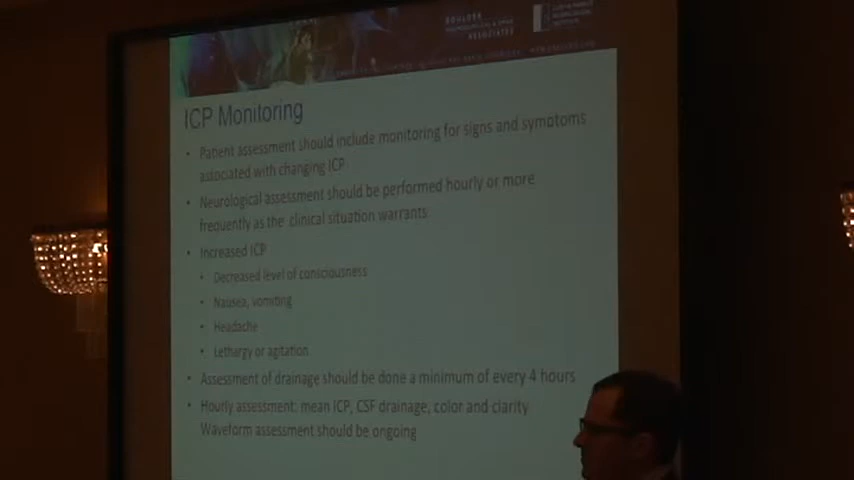 BOULDER
ASSOCIATES
ICP Monitoring
• Patient assessment should include monitoring for signs and symptoms
associated with changing ICP
• Neurological assessment should be performed hourly or more
frequently as the clinical situation warrants
• Increased ICP
• Decreased level of consciousness
• Nausea, vomiting
• Headache
• Lethargy or agitation
• Assessment of drainage should be done a minimum of every 4 hours
• Hourly assessment: mean ICP, CSF drainage, color and clarity
Waveform assessment should be ongoing